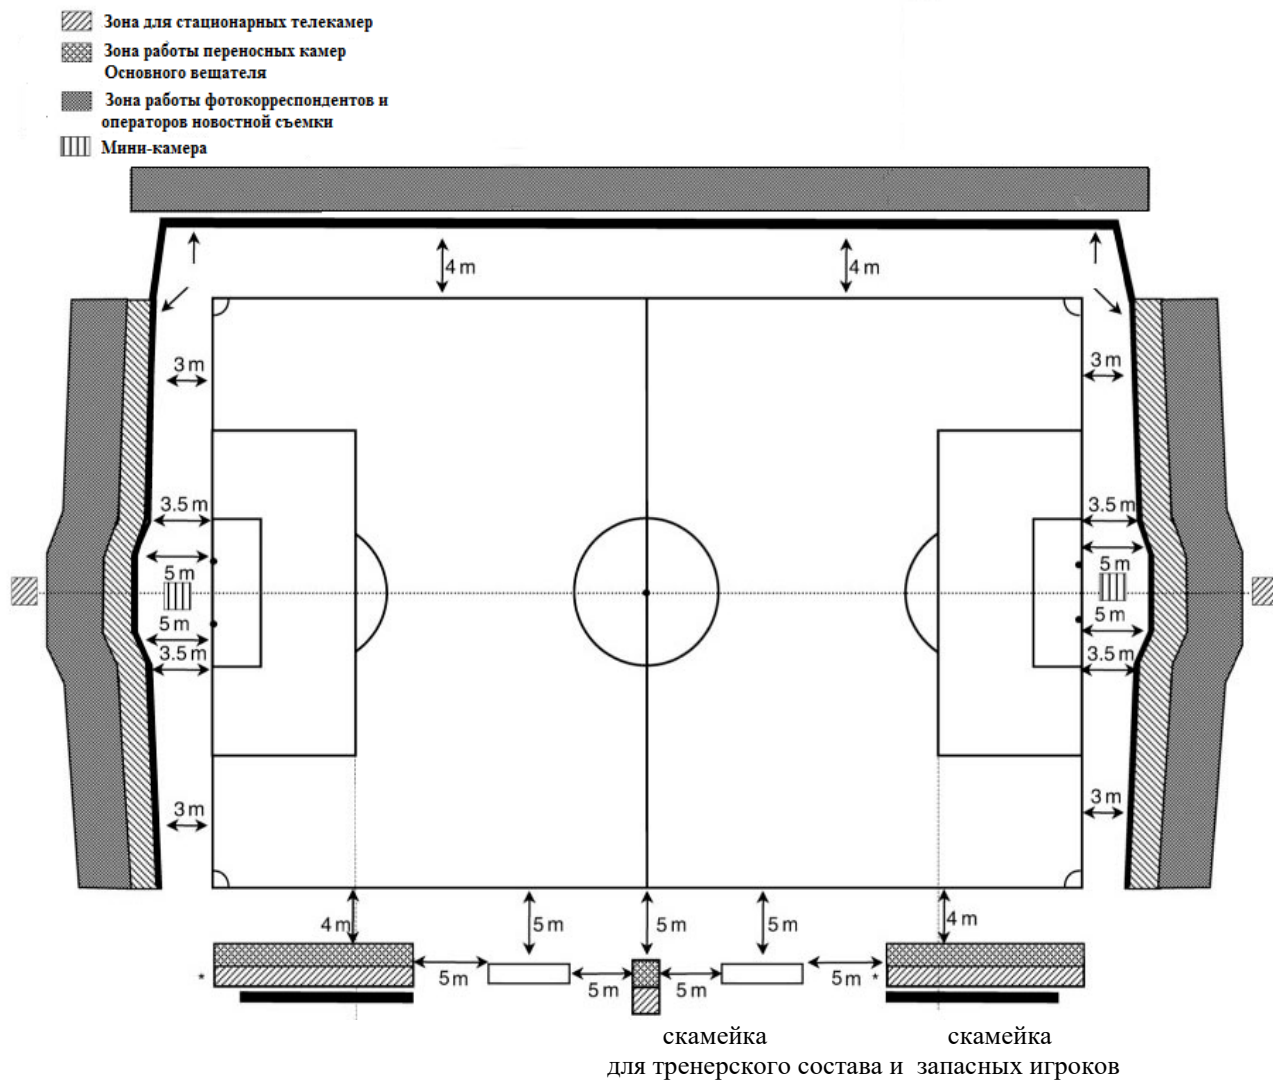 Зона для стационарных телекамер
Зона работы переносных камер
Основного вещателя
Зона работы фотокорреспондентов и
операторов новостной съемки
Мини-камера
4 m
4 m
3 m
3 m
3.5 m
3.5 m
5 m
5 m
5 m
5 m
3.5 m
3.5 m
3 m
3 m
4 m
5 m
5 m
5 m
4 m
*
5 m
5 m
5 m
5 m
*
скамейка
скамейка
для тренерского состава и запасных игроков